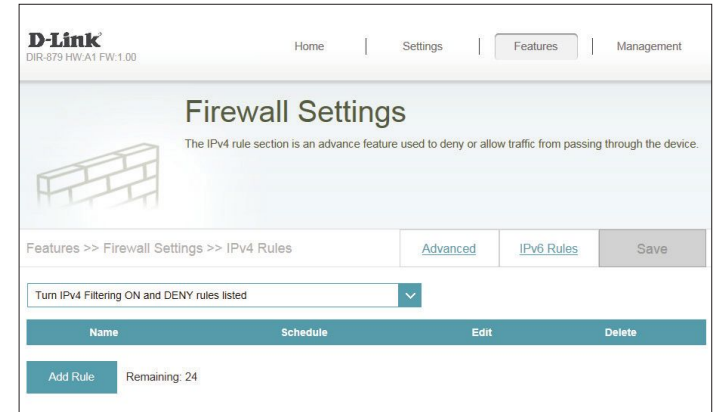 D-Link
DIR-879 HW:A1 FW:1.00
Home Settings Features Management
Firewall Settings
The IPv4 rule section is an advance feature used to deny or allow traffic from passing through the device.
Features >> Firewall Settings >> IPv4 Rules Advanced IPv6 Rules Save
Turn IPv4 Filtering ON and DENY rules listed
Name Schedule Edit Delete
Add Rule Remaining: 24